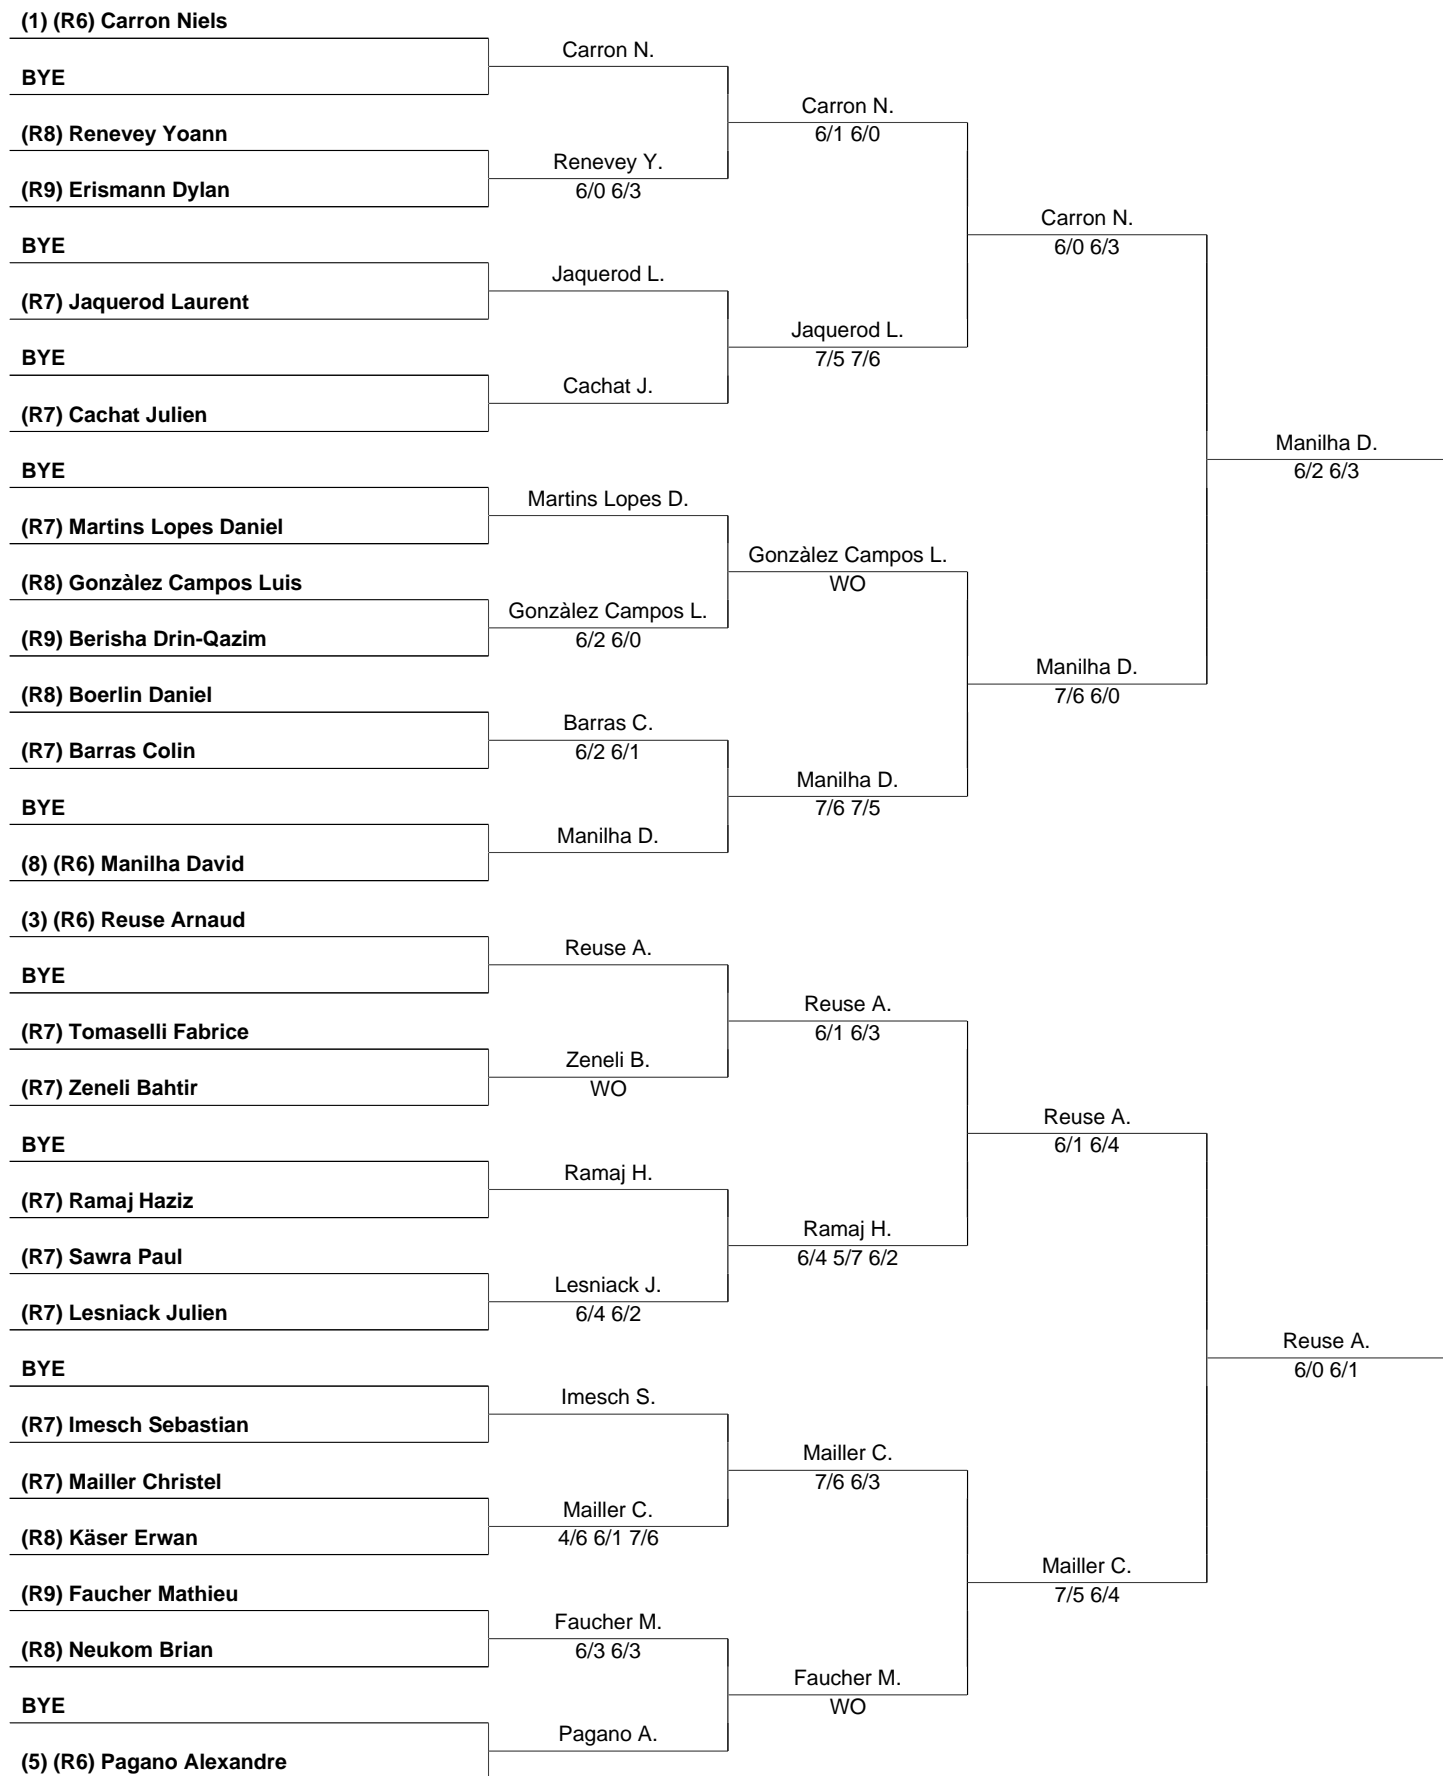 (1) (R6) Carron Niels
BYE
(R8) Renevey Yoann
(R9) Erismann Dylan
BYE
(R7) Jaquerod Laurent
BYE
(R7) Cachat Julien
BYE
(R7) Martins Lopes Daniel
(R8) Gonzàlez Campos Luis
(R9) Berisha Drin-Qazim
(R8) Boerlin Daniel
(R7) Barras Colin
BYE
(8) (R6) Manilha David
(3) (R6) Reuse Arnaud
BYE
(R7) Tomaselli Fabrice
(R7) Zeneli Bahtir
BYE
(R7) Ramaj Haziz
(R7) Sawra Paul
(R7) Lesniack Julien
BYE
(R7) Imesch Sebastian
(R7) Mailler Christel
(R8) Käser Erwan
(R9) Faucher Mathieu
(R8) Neukom Brian
BYE
(5) (R6) Pagano Alexandre
Carron N.
Renevey Y.
6/0 6/3
Jaquerod L.
Cachat J.
Martins Lopes D.
Gonzàlez Campos L.
6/2 6/0
Barras C.
6/2 6/1
Manilha D.
Reuse A.
Zeneli B.
WO
Ramaj H.
Lesniack J.
6/4 6/2
Imesch S.
Mailler C.
4/6 6/1 7/6
Faucher M.
6/3 6/3
Pagano A.
Carron N.
6/1 6/0
Jaquerod L.
7/5 7/6
Gonzàlez Campos L.
WO
Manilha D.
7/6 7/5
Reuse A.
6/1 6/3
Ramaj H.
6/4 5/7 6/2
Mailler C.
7/6 6/3
Faucher M.
WO
Carron N.
6/0 6/3
Manilha D.
7/6 6/0
Reuse A.
6/1 6/4
Mailler C.
7/5 6/4
Manilha D.
6/2 6/3
Reuse A.
6/0 6/1